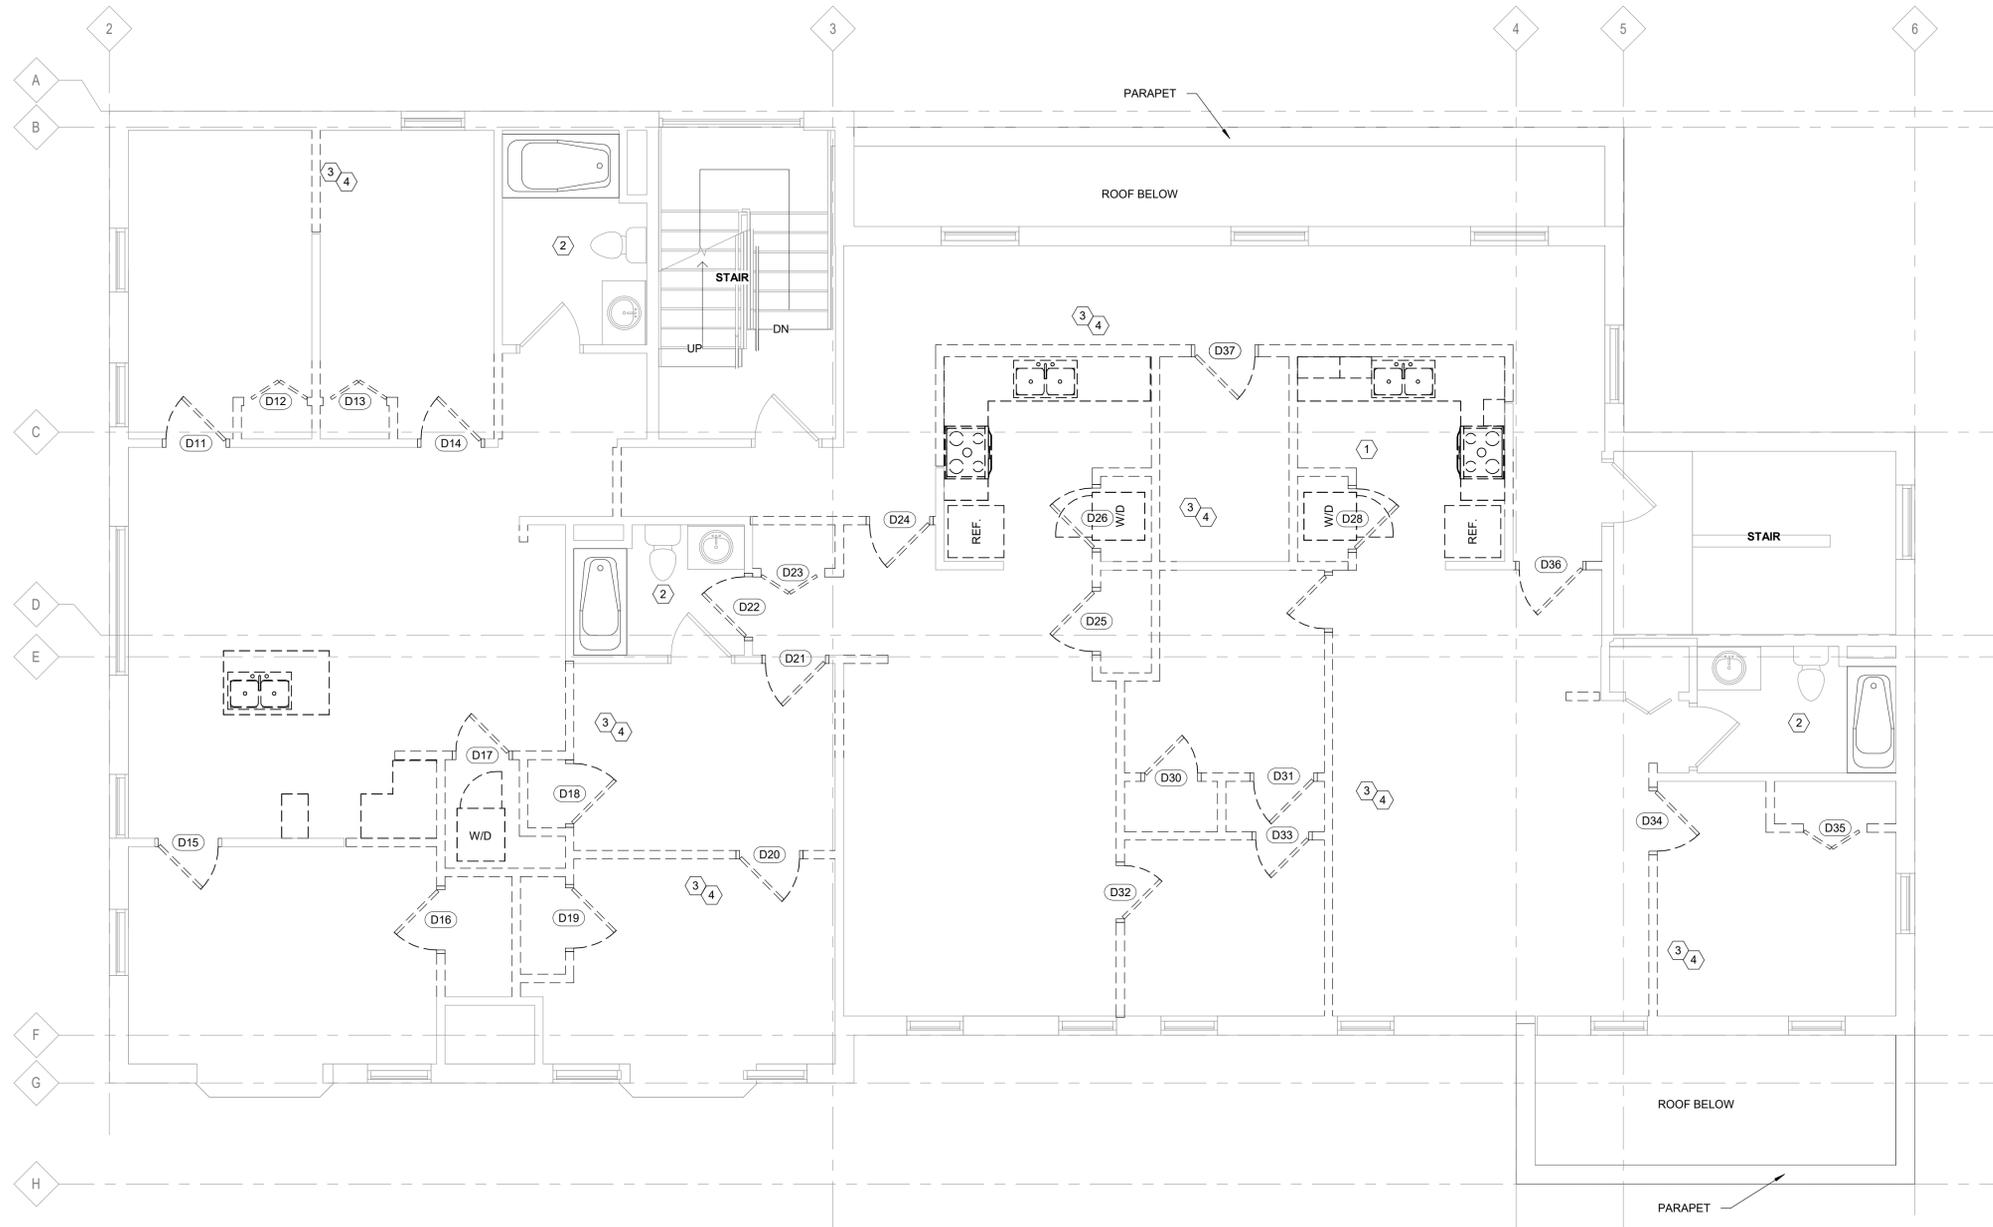 2
3
4
5
6
A
PARAPET
B
3
4
ROOF BELOW
2
STAIR
3
4
DN
UP
D37
D12
D13
C
D11
D14
1
D24
D26
W/D
3
4
W/D
D28
REF.
REF.
STAIR
D36
D23
2
D
D22
D25
E
D21
3
4
2
D17
D30
D31
D18
3
4
W/D
D15
D20
D33
D34
D35
3
4
D32
D16
D19
3
4
F
G
ROOF BELOW
H
PARAPET